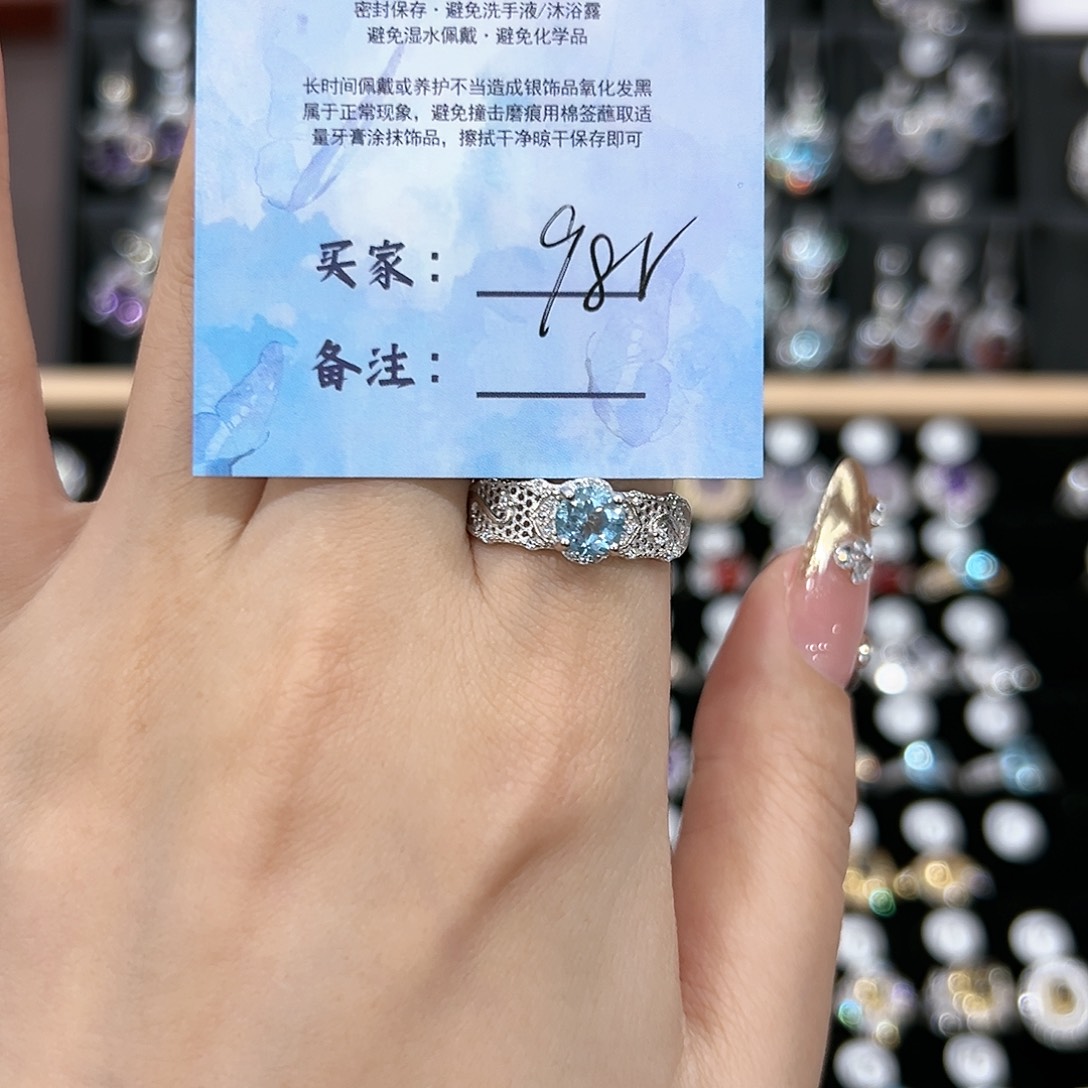 密封保存·避免洗手液/沐浴露
避免湿水佩戴·避免化学品
长时间佩戴或养护不当造成银饰品氧化发黑
属于正常现象，避免撞击磨痕用棉签蘸取适
量牙膏涂抹饰品，擦拭干净晾干保存即可
买家：
备注：